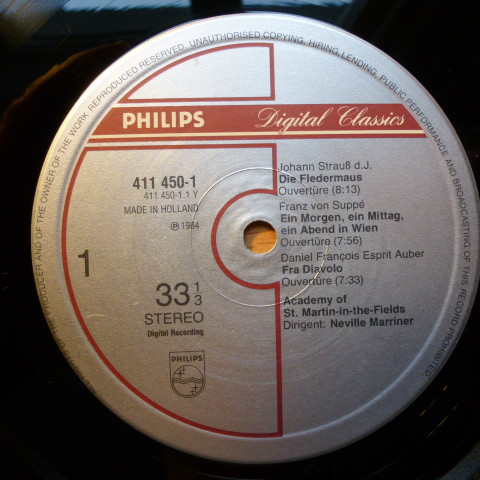 PRODUCER AND OF THE OWNER OF THE WORK REPRODUCED RESERVED. UNAUTHORISED COPYING, HIRING, LENDING, PUBLIC PERFORMANCE AND BROADCASTING OF THIS RECORD PROHIBITED.
PHILIPS Digital Classics
411 450-1
411 450-1.1 Y
MADE IN HOLLAND
℗ 1984
1
33 1/3
STEREO
Digital Recording
PHILIPS
Johann Strauß d.J.
Die Fledermaus
Ouvertüre (8:13)
Franz von Suppé
Ein Morgen, ein Mittag,
ein Abend in Wien
Ouvertüre (7:56)
Daniel François Esprit Auber
Fra Diavolo
Ouvertüre (7:33)
Academy of
St. Martin-in-the-Fields
Dirigent: Neville Marriner